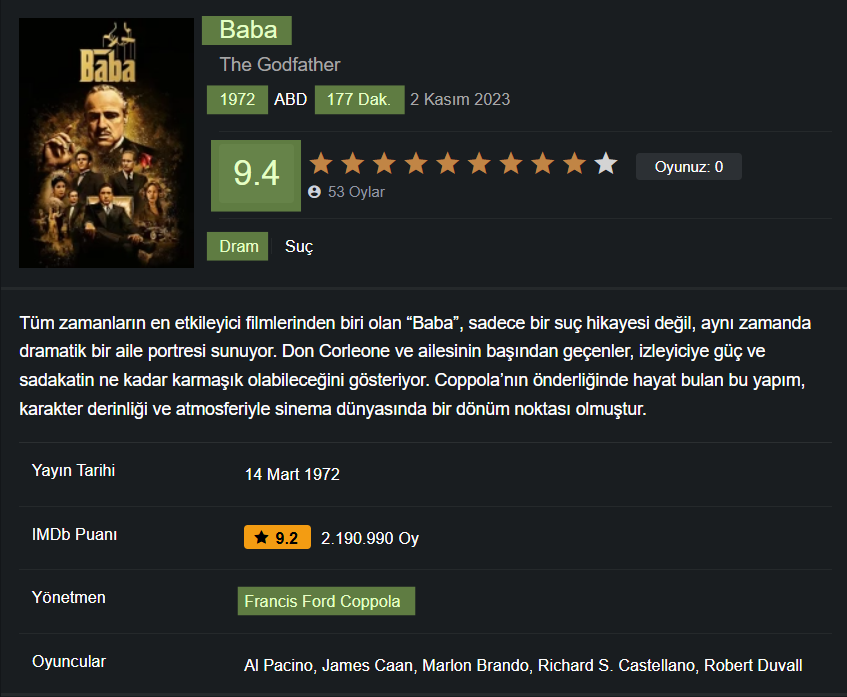 Baba
Baba
The Godfather
1972 ABD 177 Dak. 2 Kasım 2023
9.4
Oyunuz: 0
53 Oylar
Dram Suç
Tüm zamanların en etkileyici filmlerinden biri olan “Baba”, sadece bir suç hikayesi değil, aynı zamanda
dramatik bir aile portresi sunuyor. Don Corleone ve ailesinin başından geçenler, izleyiciye güç ve
sadakatin ne kadar karmaşık olabileceğini gösteriyor. Coppola’nın önderliğinde hayat bulan bu yapım,
karakter derinliği ve atmosferiyle sinema dünyasında bir dönüm noktası olmuştur.
Yayın Tarihi 14 Mart 1972
IMDb Puanı 9.2 2.190.990 Oy
Yönetmen Francis Ford Coppola
Oyuncular Al Pacino, James Caan, Marlon Brando, Richard S. Castellano, Robert Duvall